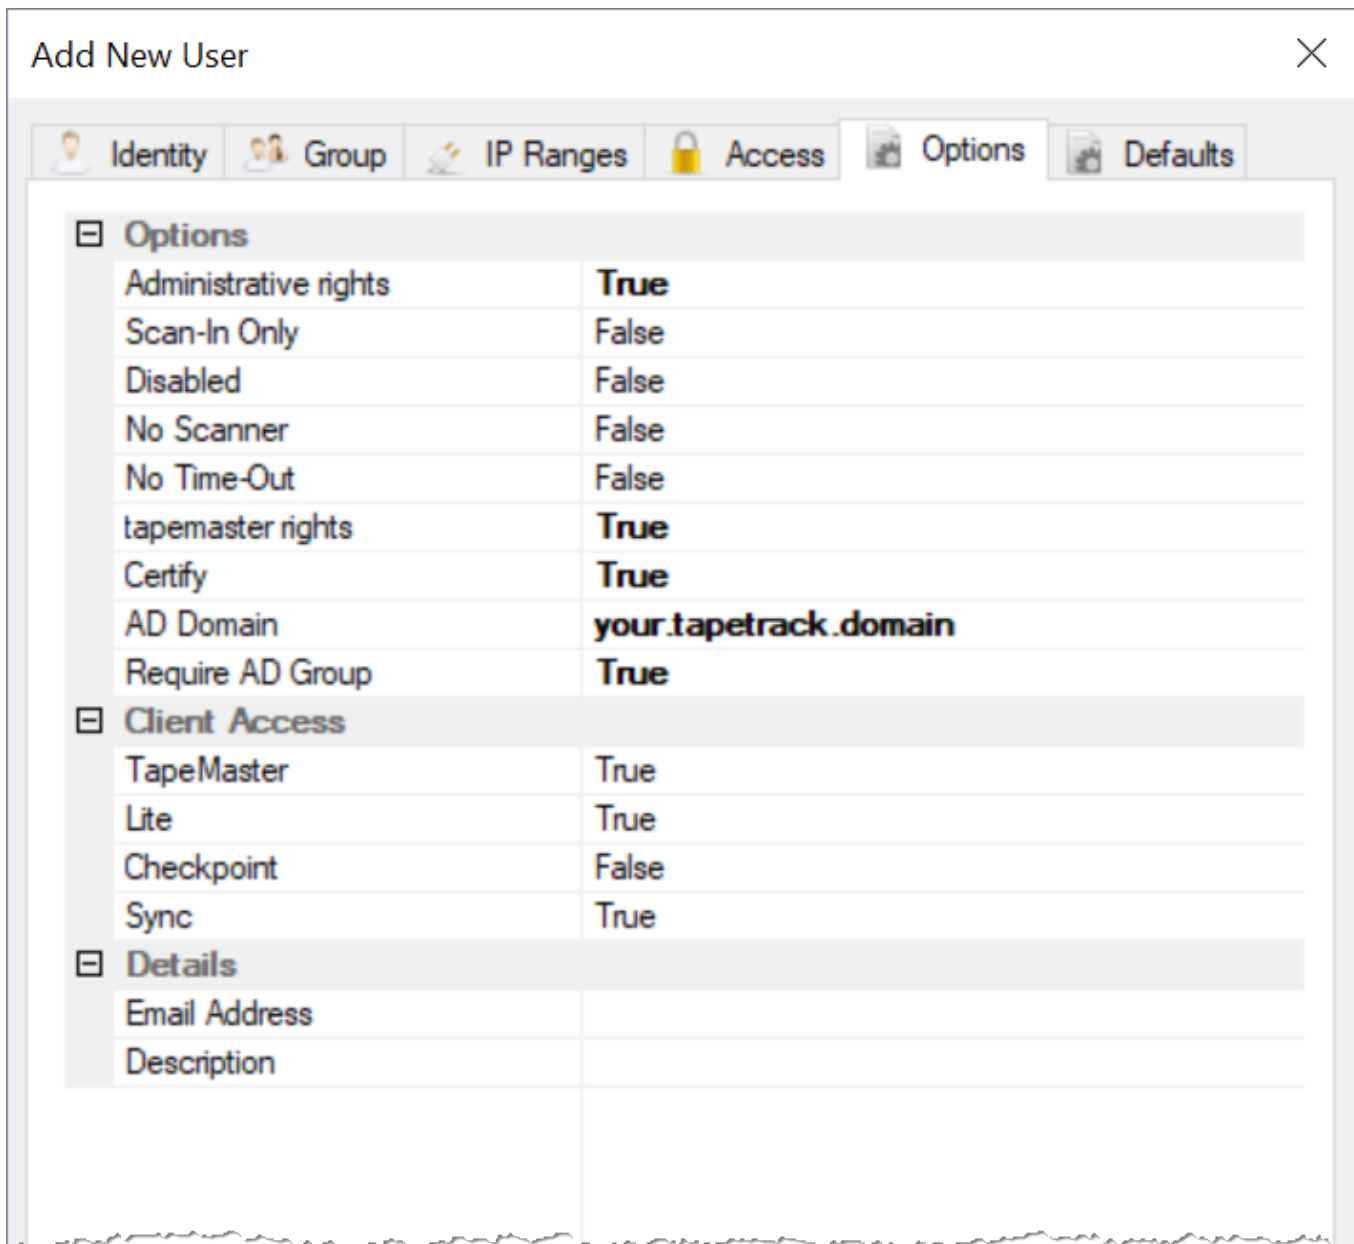 Add New User
Identity Group IP Ranges Access Options Defaults
Options
Administrative rights True
Scan-In Only False
Disabled False
No Scanner False
No Time-Out False
tapemaster rights True
Certify True
AD Domain your.tapetrack.domain
Require AD Group True
Client Access
TapeMaster True
Lite True
Checkpoint False
Sync True
Details
Email Address
Description